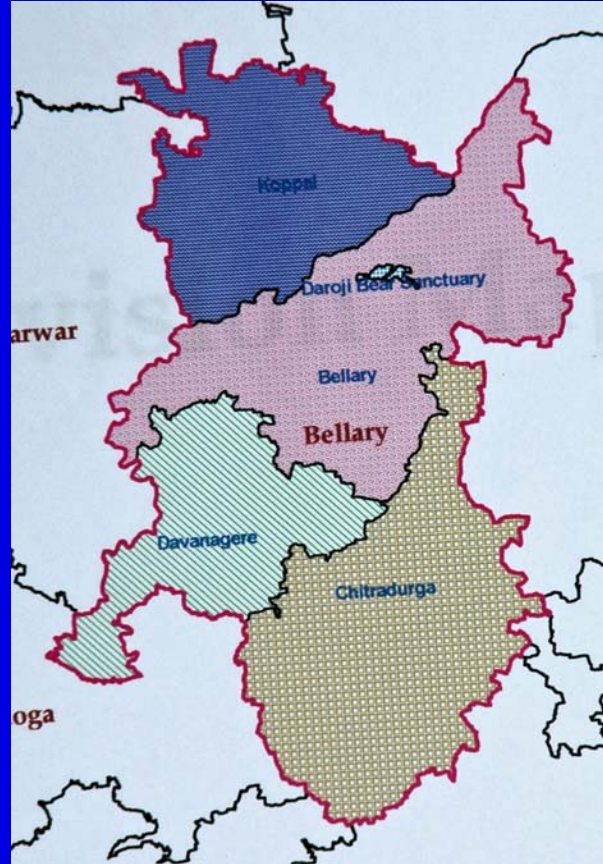 Koppal
Daroji Bear Sanctuary
arwar
Bellary
Bellary
Davanagere
Chitradurga
oga